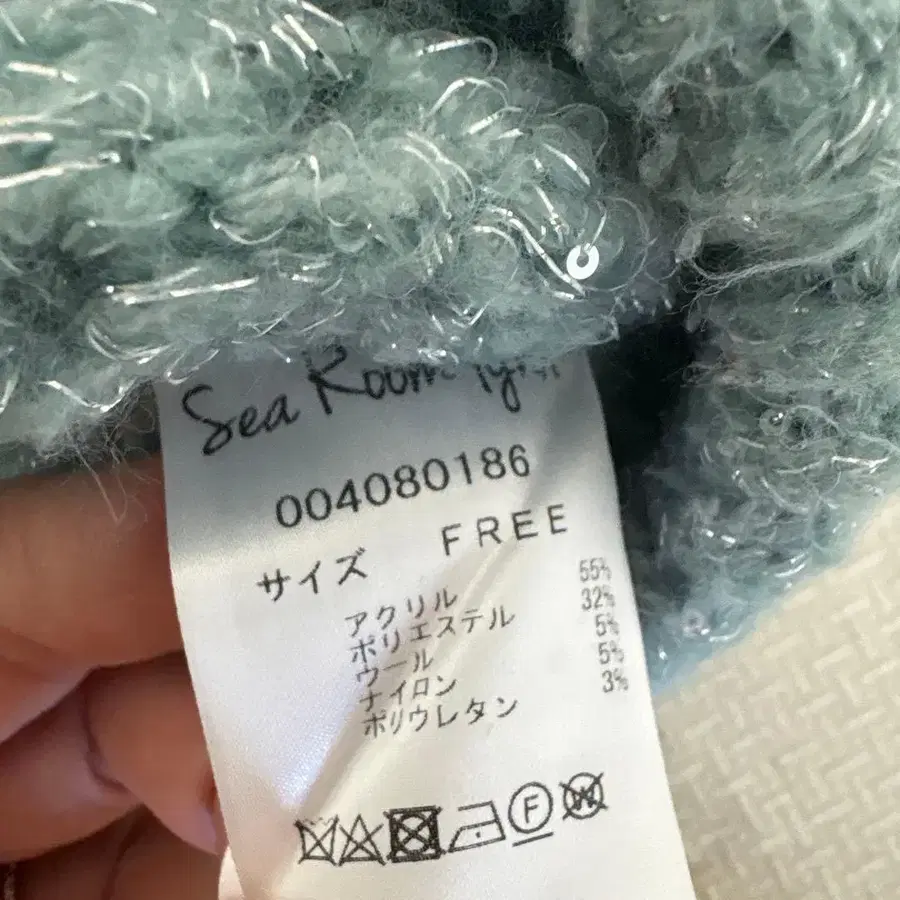 Sea Room lynn
004080186
サイズ FREE
アクリル 55%
ポリエステル 32%
ウール 5%
ナイロン 5%
ポリウレタン 3%
F W